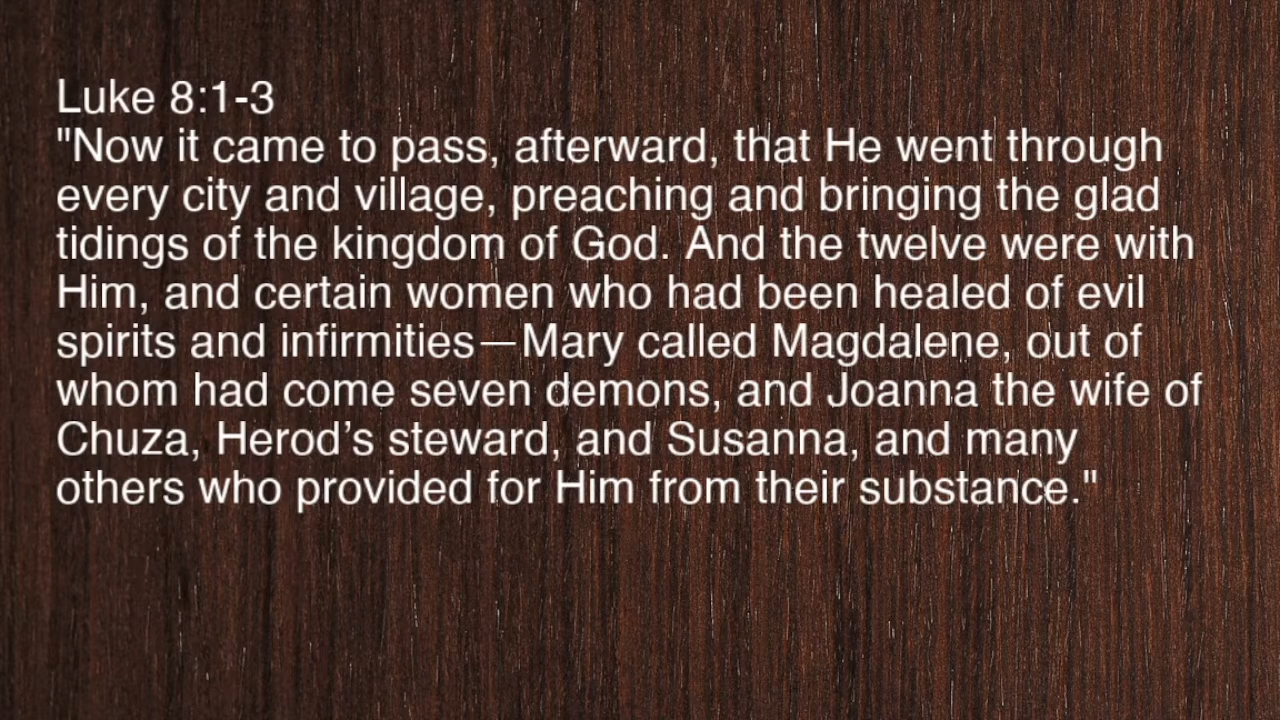 Luke 8:1-3
"Now it came to pass, afterward, that He went through
every city and village, preaching and bringing the glad
tidings of the kingdom of God. And the twelve were with
Him, and certain women who had been healed of evil
spirits and infirmities—Mary called Magdalene, out of
whom had come seven demons, and Joanna the wife of
Chuza, Herod’s steward, and Susanna, and many
others who provided for Him from their substance."